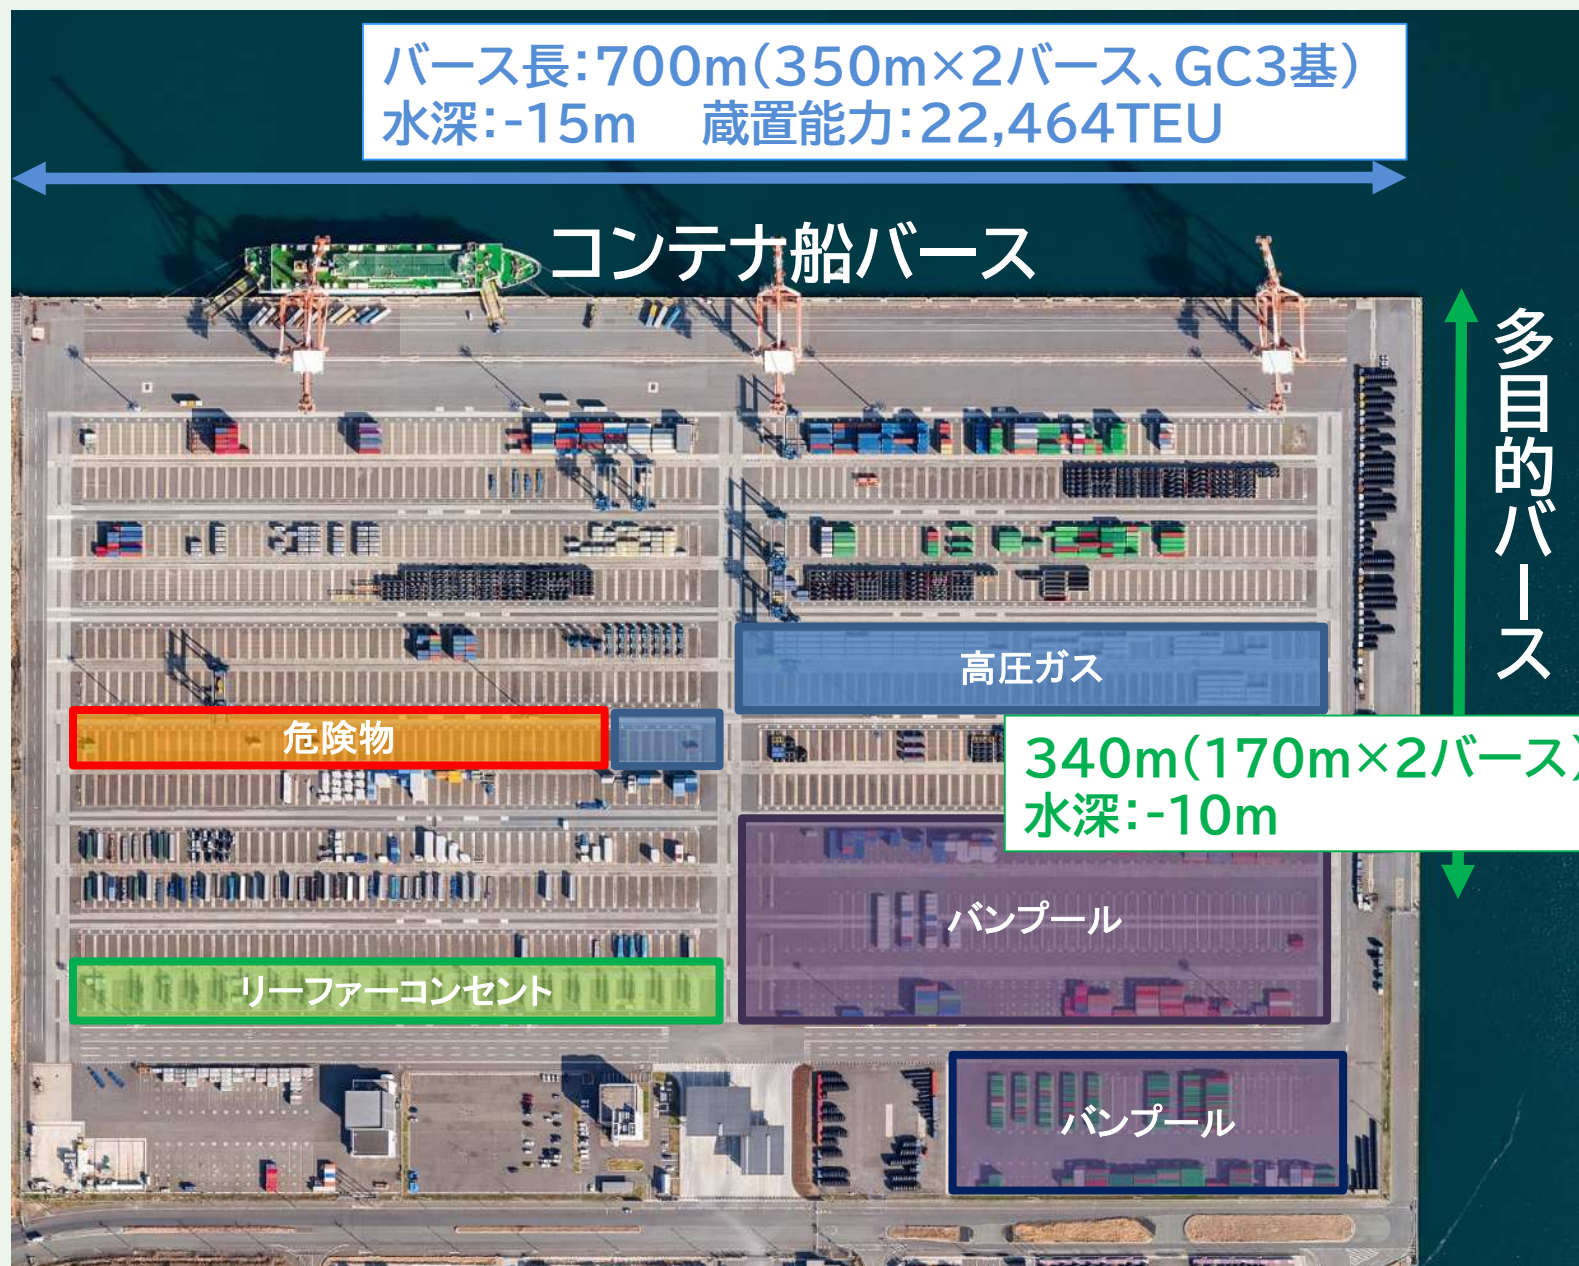 バース長：700m（350m×2バース、GC3基）
水深：-15m　蔵置能力：22,464TEU
コンテナ船バース
多目的バース
高圧ガス
危険物
340m（170m×2バース）
水深：-10m
バンプール
リーファーコンセント
バンプール